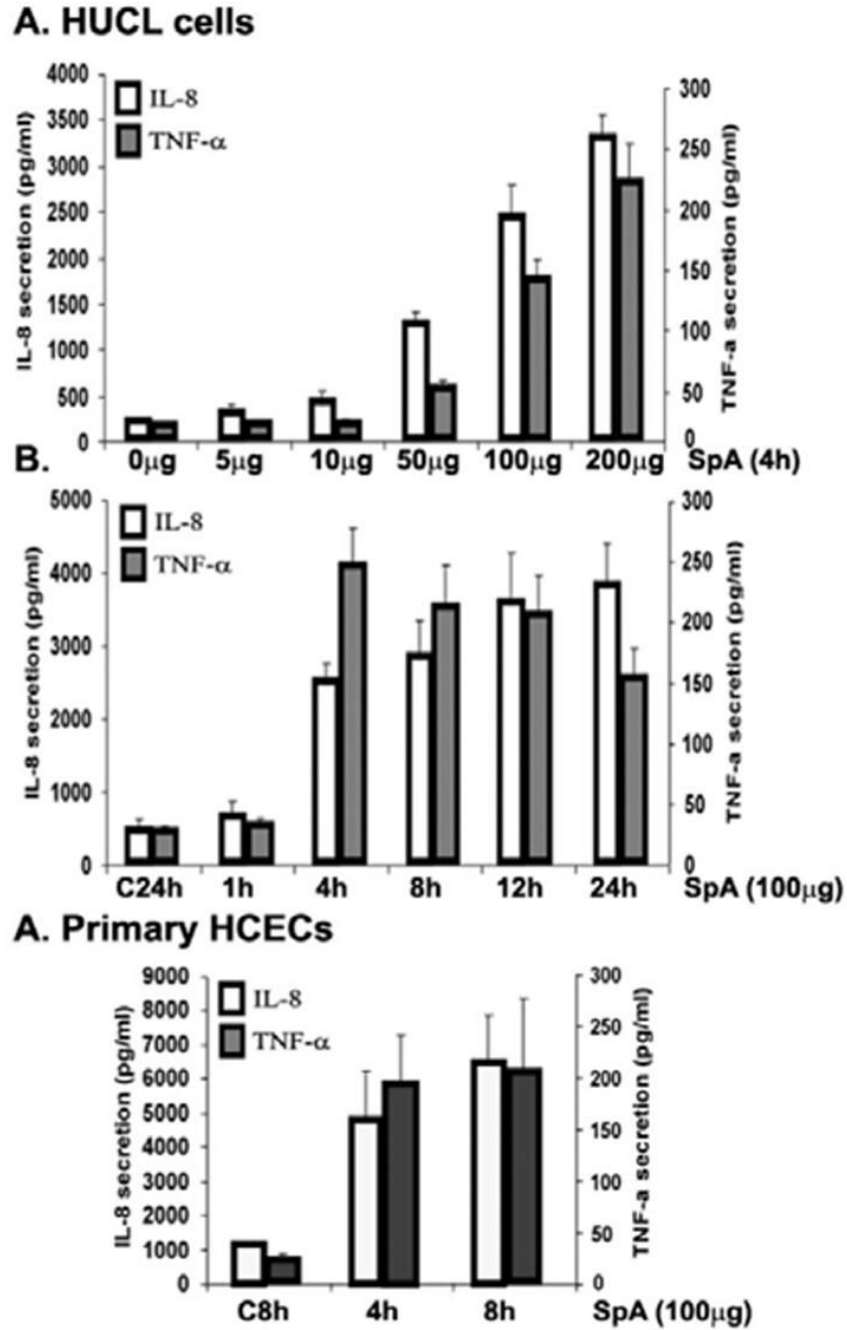 A. HUCL cells
IL-8 secretion (pg/ml)
4000
3500
3000
2500
2000
1500
1000
500
0
IL-8
TNF-α
300
250
200
150
100
50
0
TNF-a secretion (pg/ml)
0μg 5μg 10μg 50μg 100μg 200μg SpA (4h)
B.
IL-8 secretion (pg/ml)
5000
4000
3000
2000
1000
0
IL-8
TNF-α
300
250
200
150
100
50
0
TNF-a secretion (pg/ml)
C24h 1h 4h 8h 12h 24h SpA (100μg)
A. Primary HCECs
IL-8 secretion (pg/ml)
9000
8000
7000
6000
5000
4000
3000
2000
1000
0
IL-8
TNF-α
300
250
200
150
100
50
0
TNF-a secretion (pg/ml)
C8h 4h 8h SpA (100μg)